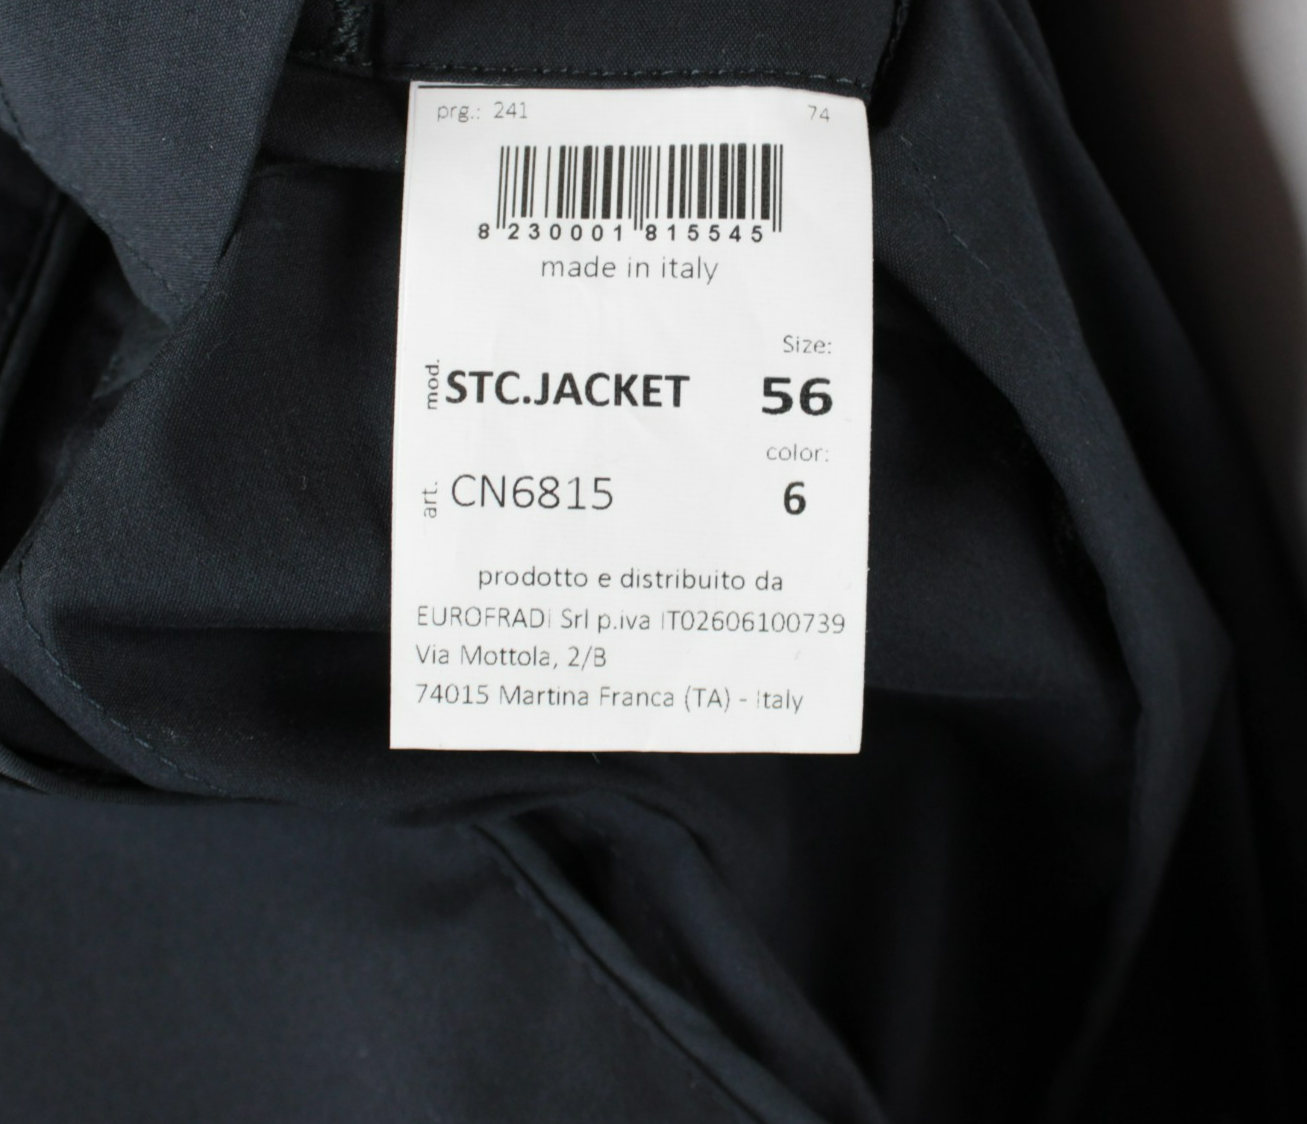 prg.: 241 74
8 230001 815545
made in italy
Size:
mod. STC.JACKET 56
color:
art. CN6815 6
prodotto e distribuito da
EUROFRADi Srl p.iva IT02606100739
Via Mottola, 2/B
74015 Martina Franca (TA) - Italy